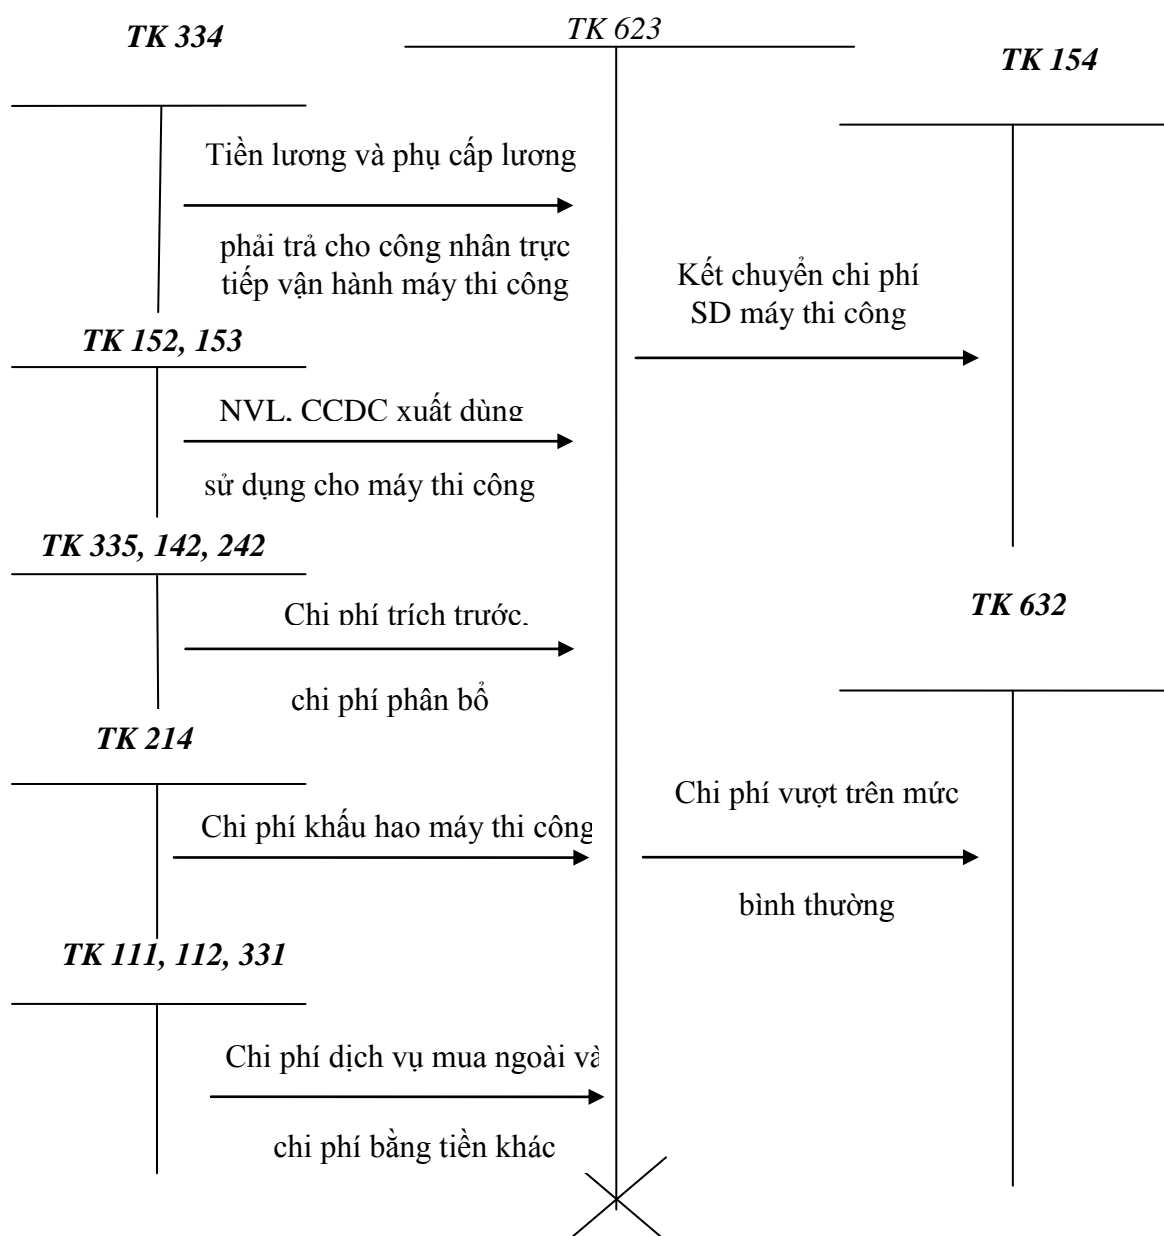 TK 334
TK 623
TK 154
Tiền lương và phụ cấp lương
phải trả cho công nhân trực
tiếp vận hành máy thi công
Kết chuyển chi phí
SD máy thi công
TK 152, 153
NVL, CCDC xuất dùng
sử dụng cho máy thi công
TK 335, 142, 242
Chi phí trích trước,
chi phí phân bổ
TK 632
TK 214
Chi phí khấu hao máy thi công
Chi phí vượt trên mức
bình thường
TK 111, 112, 331
Chi phí dịch vụ mua ngoài và
chi phí bằng tiền khác